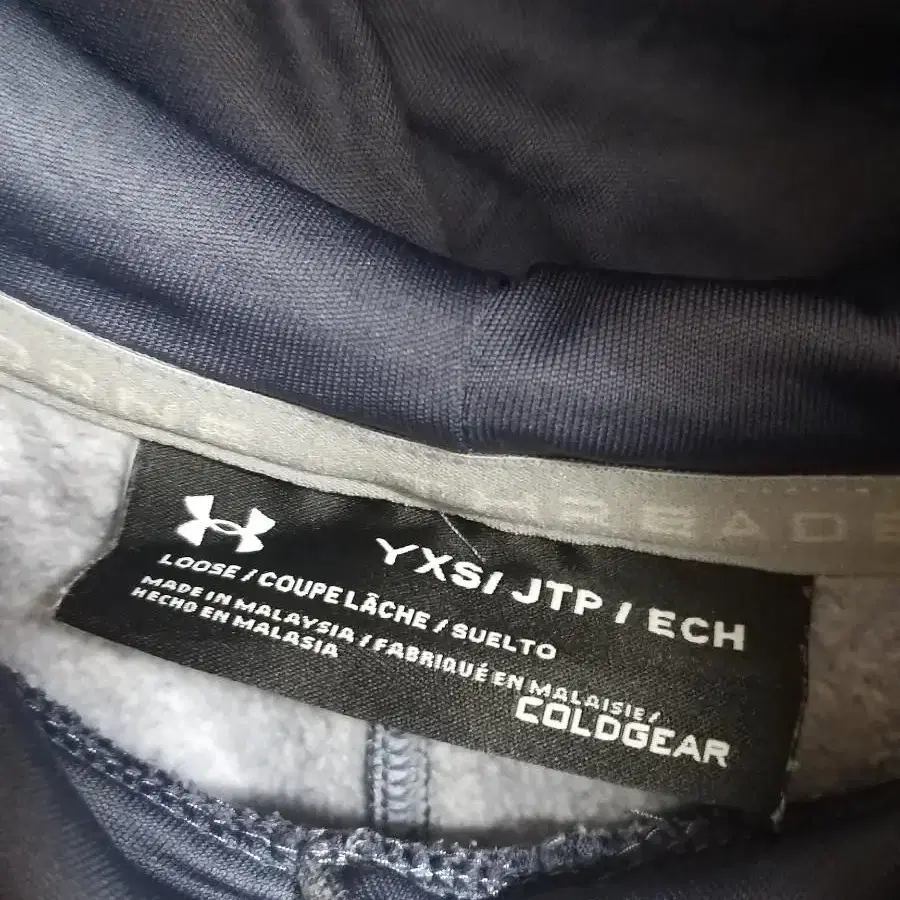 YXS / JTP / ECH
LOOSE / COUPE LÂCHE / SUELTO
MADE IN MALAYSIA / FABRIQUÉ EN MALAISIE /
HECHO EN MALASIA
COLDGEAR